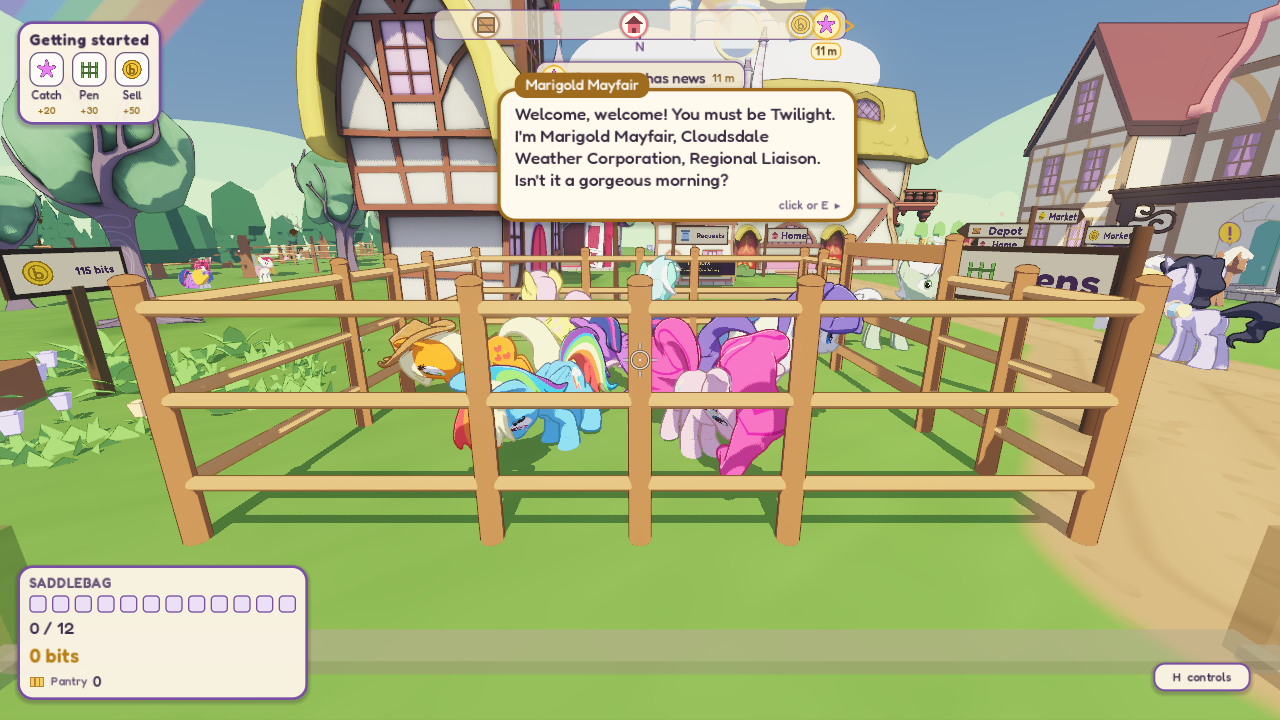 Getting started
Catch
Pen
Sell
+20
+30
+50
N
11 m
has news 11 m
Marigold Mayfair
Welcome, welcome! You must be Twilight.
I'm Marigold Mayfair, Cloudsdale
Weather Corporation, Regional Liaison.
Isn't it a gorgeous morning?
click or E ▸
Requests
Home
Depot
Home
Market
Market
115 bits
ens
SADDLEBAG
0 / 12
0 bits
Pantry 0
H controls